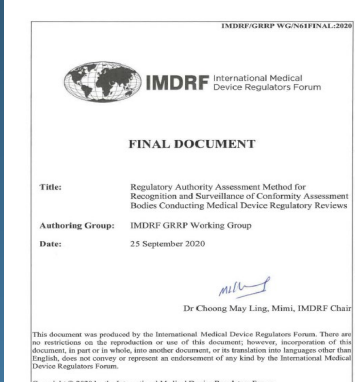 IMDRF/GRRP WG/N61FINAL:2020
IMDRF International Medical
Device Regulators Forum
FINAL DOCUMENT
Title: Regulatory Authority Assessment Method for
Recognition and Surveillance of Conformity Assessment
Bodies Conducting Medical Device Regulatory Reviews
Authoring Group: IMDRF GRRP Working Group
Date: 25 September 2020
Dr Choong May Ling, Mimi, IMDRF Chair
This document was produced by the International Medical Device Regulators Forum. There are
no restrictions on the reproduction or use of this document; however, incorporation of this
document, in part or in whole, into another document, or its translation into languages other than
English, does not convey or represent an endorsement of any kind by the International Medical
Device Regulators Forum.